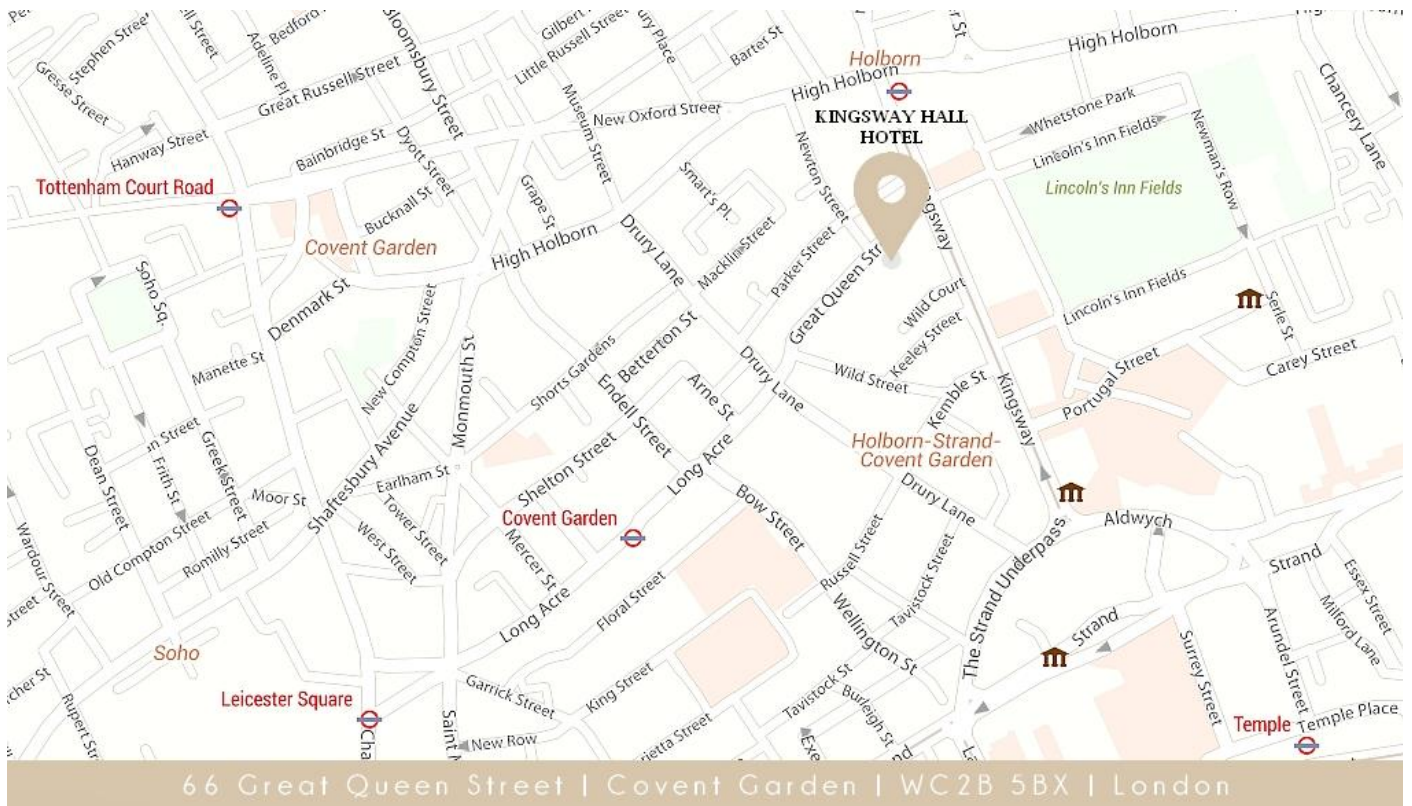 Stephen Street
Gresse Street
Adeline Pl.
Bedford
Great Russell Street
Bloomsbury Street
Gilbert
Little Russell Street
Museum Street
Barter St
High Holborn
Holborn
High Holborn
Chancery Lane
New Oxford Street
KINGSWAY HALL
HOTEL
Whetstone Park
Lincoln's Inn Fields
Newman's Row
Hanway Street
Bainbridge St
Dyott Street
Newton Street
Smart's Pl.
Tottenham Court Road
Bucknall St
Grape St
Lincoln's Inn Fields
Covent Garden
High Holborn
Drury Lane
Macklin Street
Parker Street
Great Queen Str
ngsway
Soho Sq.
Denmark St
New Compton Street
Wild Court
Keeley Street
Lincoln's Inn Fields
Serle St
Manette St
Monmouth St
Shorts Gardens
Betterton St
Drury Lane
Wild Street
Kemble St
Kingsway
Portugal Street
Carey Street
Arne St
Endell Street
Shaftesbury Avenue
Dean Street
Frith St
Greek Street
Moor St
Earlham St
Tower Street
West Street
Shelton Street
Long Acre
Holborn-Strand-
Covent Garden
Drury Lane
Bow Street
Covent Garden
Mercer St
Old Compton Street
Romilly Street
Wardour Street
Aldwych
The Strand Underpass
Strand
Essex Street
Milford Lane
Russell Street
Tavistock Street
Wellington St
Floral Street
Long Acre
Strand
Surrey Street
Arundel Street
Soho
Rupert Str
Leicester Square
Garrick Street
King Street
New Row
Tavistock St
Burleigh St
Temple
Temple Place
Saint M
Cha
Exe
66 Great Queen Street | Covent Garden | WC2B 5BX | London